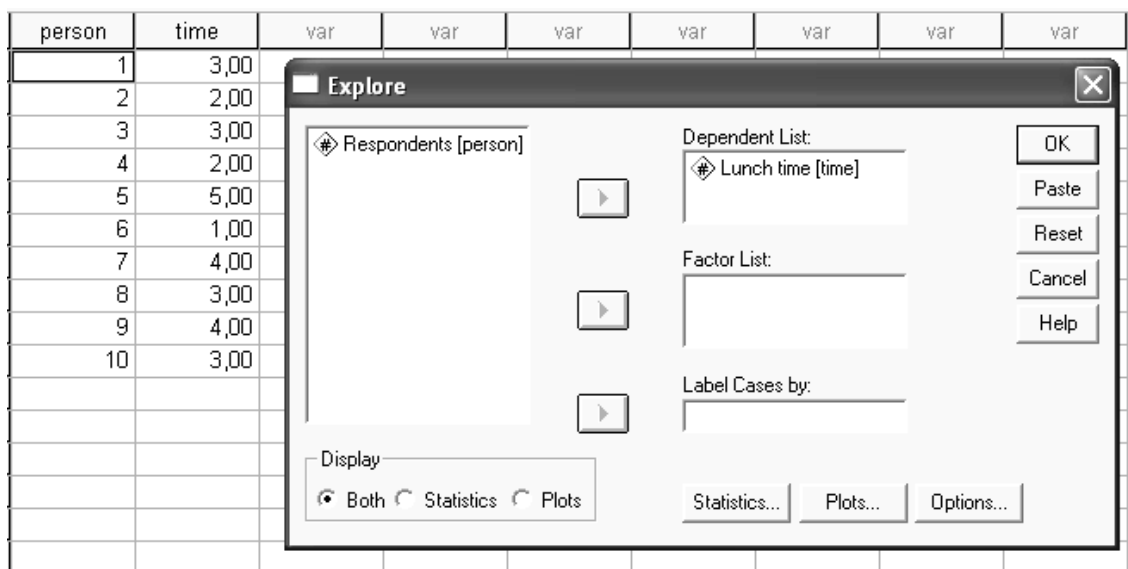 person time var var var var var var var
1 3,00
2 2,00
3 3,00
4 2,00
5 5,00
6 1,00
7 4,00
8 3,00
9 4,00
10 3,00
Explore
# Respondents [person]
Dependent List:
# Lunch time [time]
Factor List:
Label Cases by:
OK
Paste
Reset
Cancel
Help
Display
Both Statistics Plots
Statistics... Plots... Options...